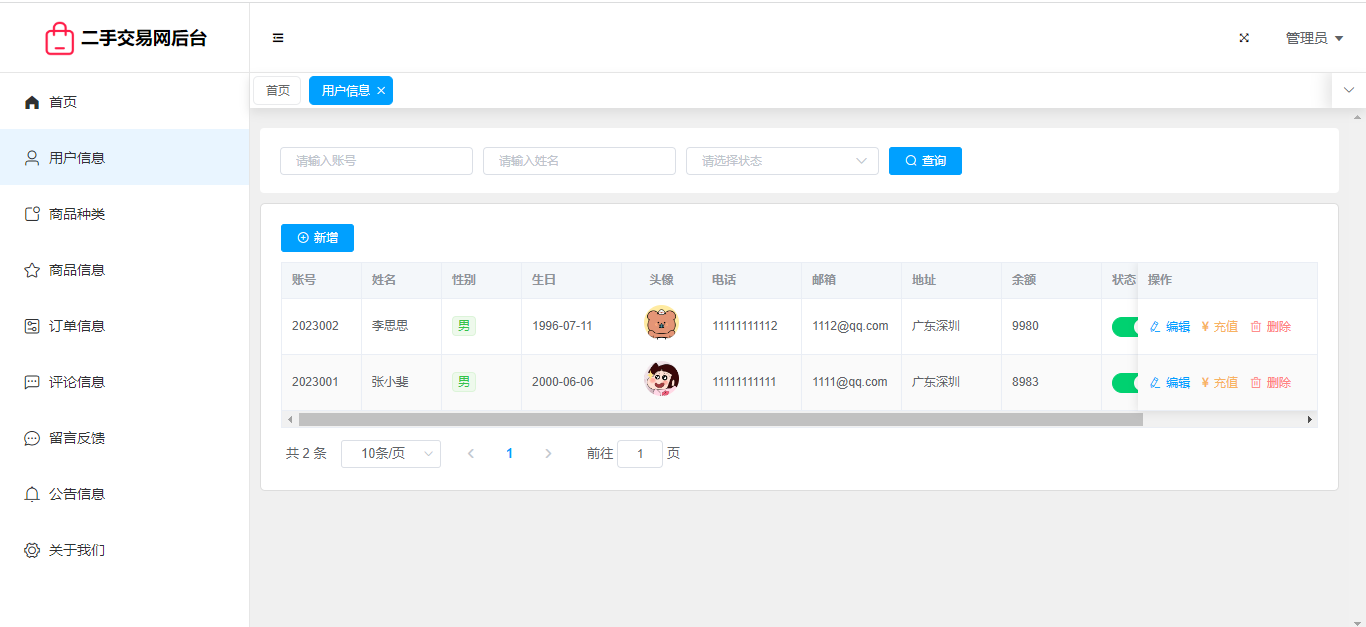 二手交易网后台
管理员
首页
用户信息
商品种类
商品信息
订单信息
评论信息
留言反馈
公告信息
关于我们
首页 用户信息
请输入账号 请输入姓名 请选择状态 查询
新增
账号 姓名 性别 生日 头像 电话 邮箱 地址 余额 状态 操作
2023002 李思思 男 1996-07-11 11111111112 1112@qq.com 广东深圳 9980 编辑 ¥ 充值 删除
2023001 张小斐 男 2000-06-06 11111111111 1111@qq.com 广东深圳 8983 编辑 ¥ 充值 删除
共 2 条 10条/页 1 前往 1 页